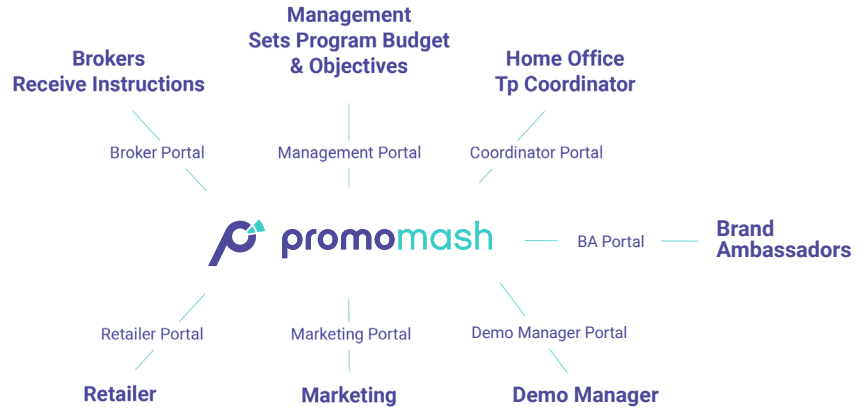 Management
Sets Program Budget
& Objectives
Brokers
Receive Instructions
Home Office
Tp Coordinator
Broker Portal
Management Portal
Coordinator Portal
promomash
BA Portal
Brand
Ambassadors
Retailer Portal
Marketing Portal
Demo Manager Portal
Retailer
Marketing
Demo Manager